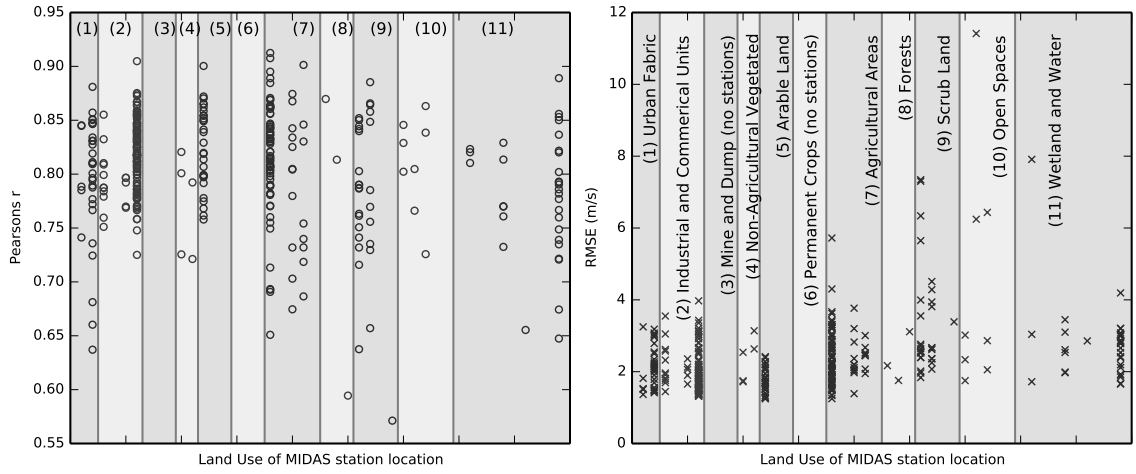 0.95
0.90
0.85
0.80
0.75
0.70
0.65
0.60
0.55
Pearsons r
(1)
(2)
(3)
(4)
(5)
(6)
(7)
(8)
(9)
(10)
(11)
Land Use of MIDAS station location
12
10
8
6
4
2
0
RMSE (m/s)
(1) Urban Fabric
(2) Industrial and Commerical Units
(3) Mine and Dump (no stations)
(4) Non-Agricultural Vegetated
(5) Arable Land
(6) Permanant Crops (no stations)
(7) Agricultural Areas
(8) Forests
(9) Scrub Land
(10) Open Spaces
(11) Wetland and Water
Land Use of MIDAS station location